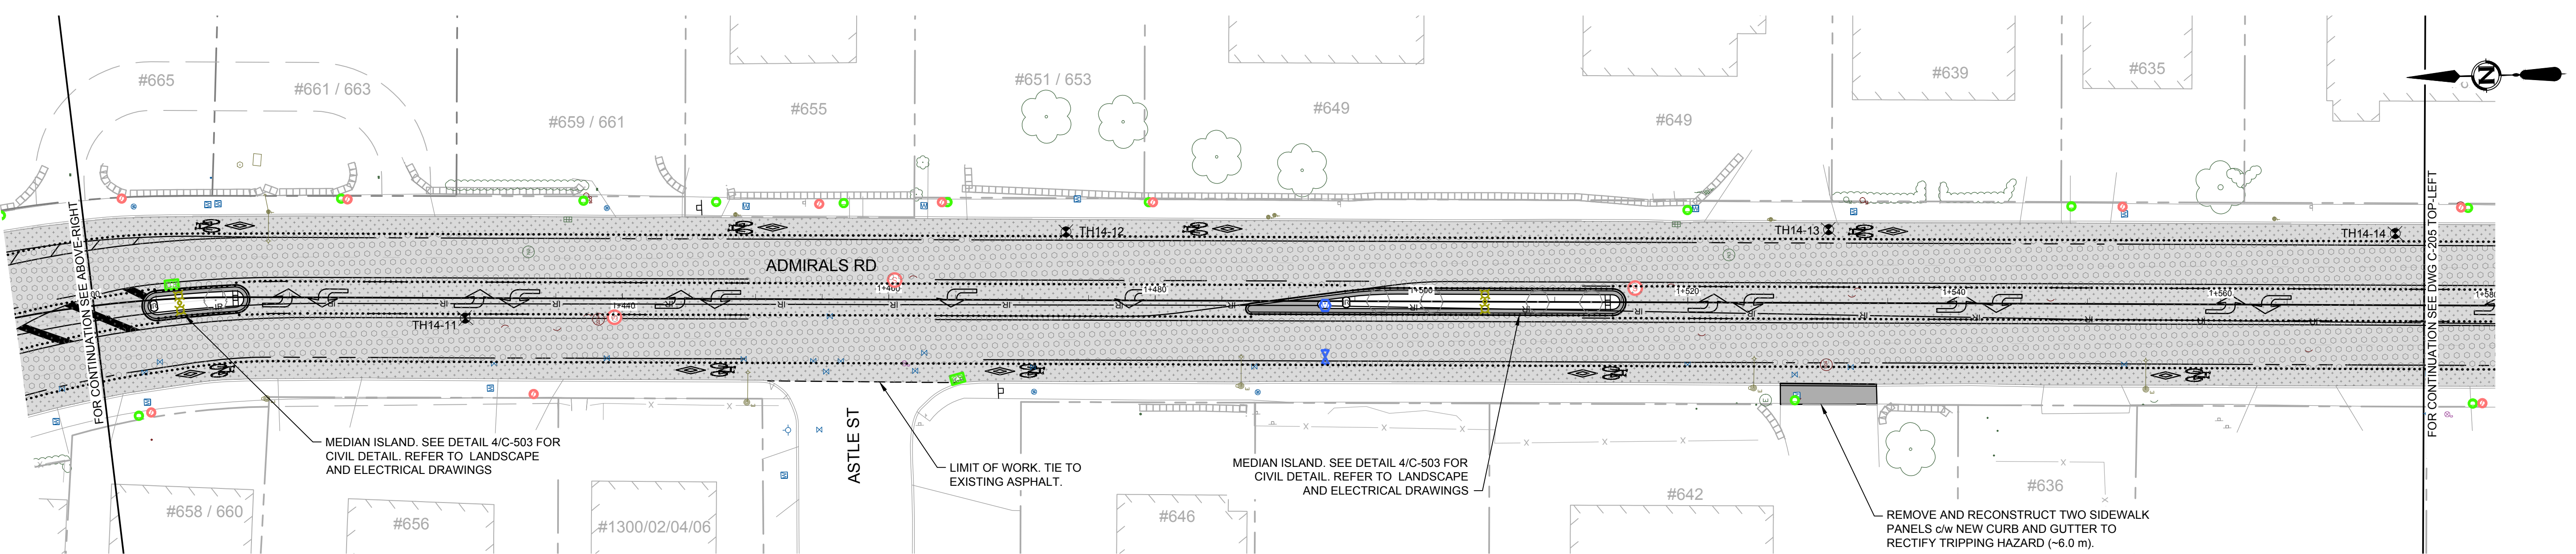 #665
#661 / 663
#659 / 661
#655
#651 / 653
#649
#649
#639
#635
N
FOR CONTINUATION SEE ABOVE-RIGHT
FOR CONTINUATION SEE DWG C-205 TOP-LEFT
TH14-12
TH14-13
TH14-14
ADMIRALS RD
1+440
1+460
1+480
1+500
1+520
1+540
1+560
1+580
TH14-11
ASTLE ST
MEDIAN ISLAND. SEE DETAIL 4/C-503 FOR
CIVIL DETAIL. REFER TO LANDSCAPE
AND ELECTRICAL DRAWINGS
LIMIT OF WORK. TIE TO
EXISTING ASPHALT.
MEDIAN ISLAND. SEE DETAIL 4/C-503 FOR
CIVIL DETAIL. REFER TO LANDSCAPE
AND ELECTRICAL DRAWINGS
REMOVE AND RECONSTRUCT TWO SIDEWALK
PANELS c/w NEW CURB AND GUTTER TO
RECTIFY TRIPPING HAZARD (~6.0 m).
#658 / 660
#656
#1300/02/04/06
#646
#642
#636